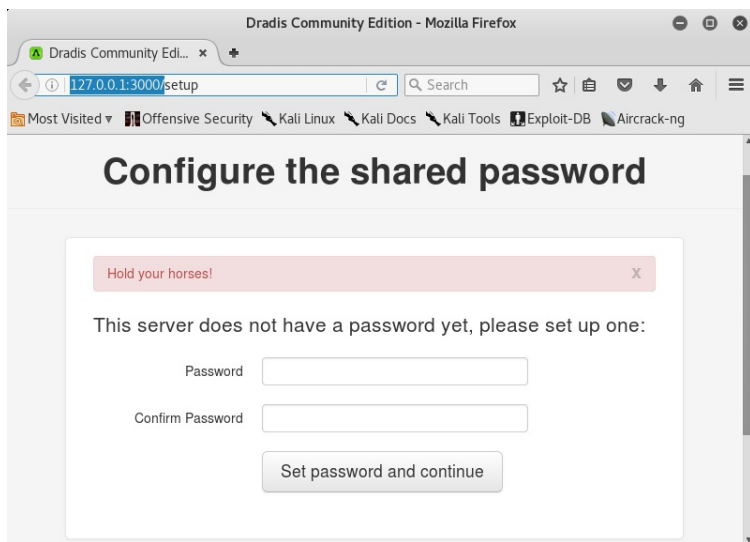 Dradis Community Edition - Mozilla Firefox
Dradis Community Edi... ×
127.0.0.1:3000/setup
Search
Most Visited Offensive Security Kali Linux Kali Docs Kali Tools Exploit-DB Aircrack-ng
Configure the shared password
Hold your horses! x
This server does not have a password yet, please set up one:
Password
Confirm Password
Set password and continue